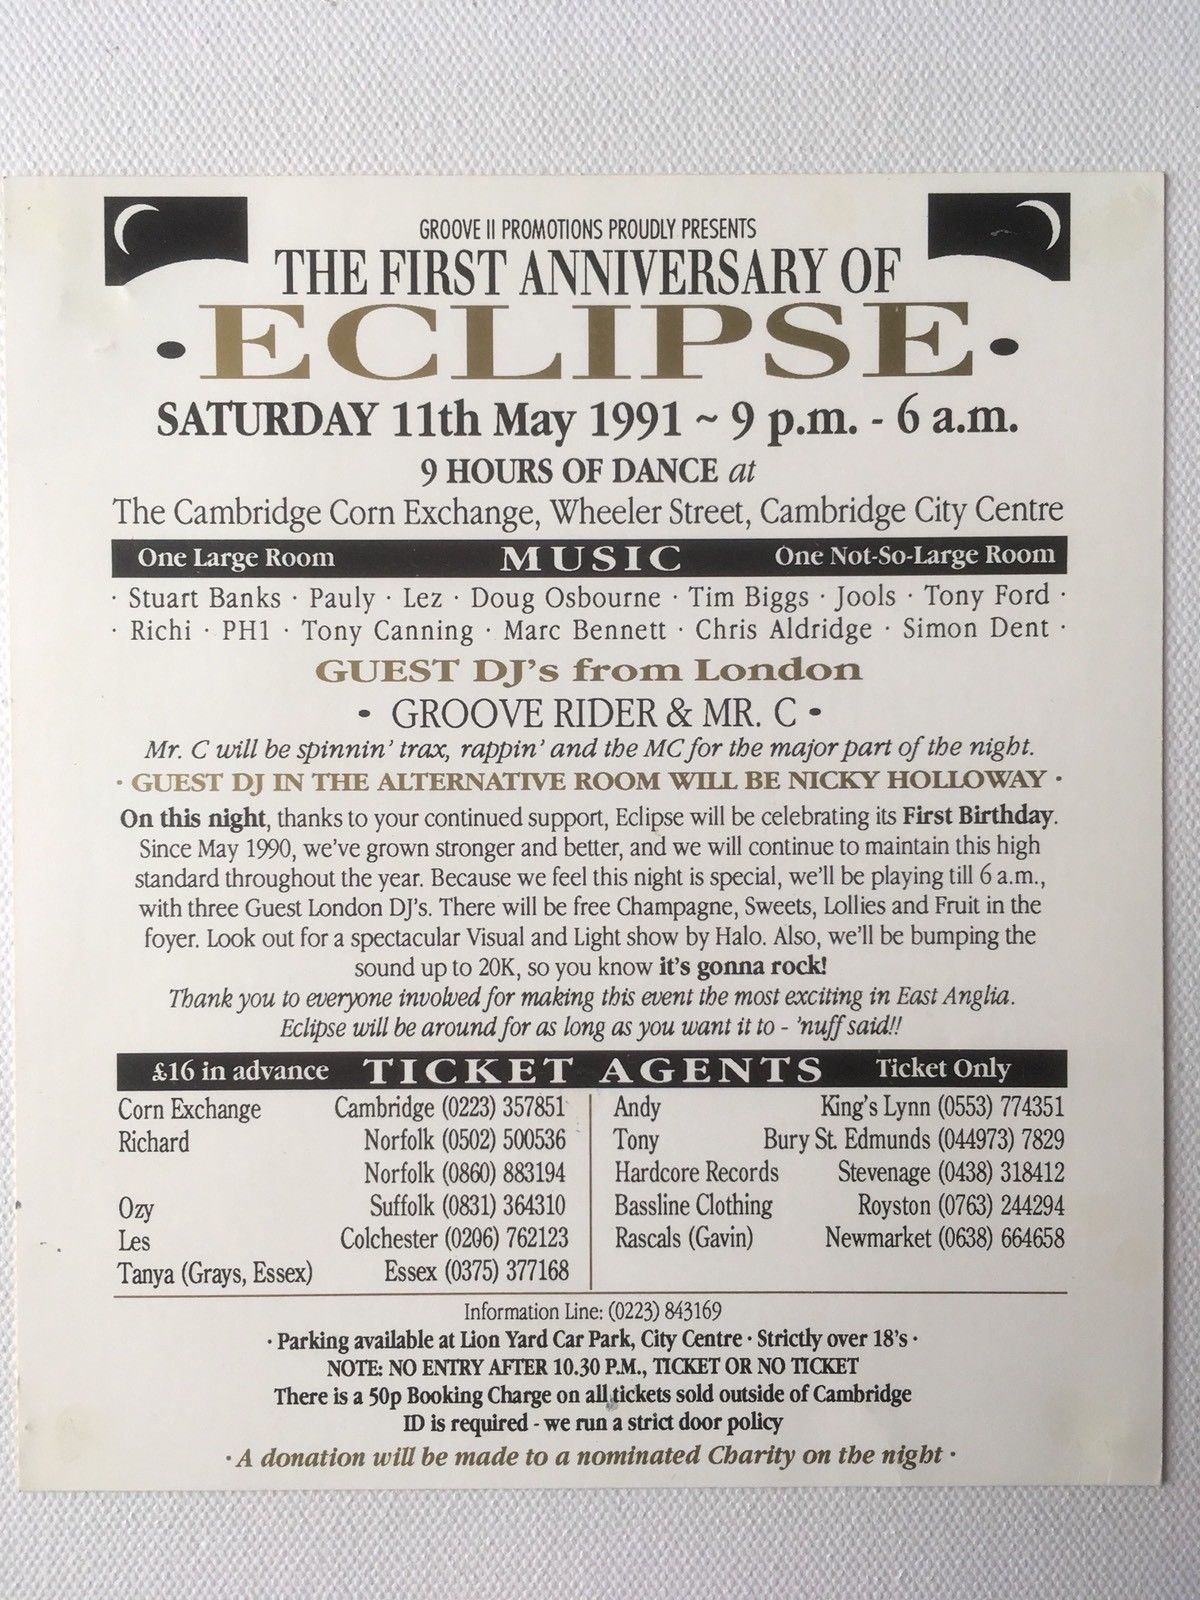 GROOVE II PROMOTIONS PROUDLY PRESENTS
THE FIRST ANNIVERSARY OF
• ECLIPSE •
SATURDAY 11th May 1991 ~ 9 p.m. - 6 a.m.
9 HOURS OF DANCE at
The Cambridge Corn Exchange, Wheeler Street, Cambridge City Centre
One Large Room MUSIC One Not-So-Large Room
· Stuart Banks · Pauly · Lez · Doug Osbourne · Tim Biggs · Jools · Tony Ford ·
· Richi · PH1 · Tony Canning · Marc Bennett · Chris Aldridge · Simon Dent ·
GUEST DJ's from London
• GROOVE RIDER & MR. C •
Mr. C will be spinnin' trax, rappin' and the MC for the major part of the night.
· GUEST DJ IN THE ALTERNATIVE ROOM WILL BE NICKY HOLLOWAY ·
On this night, thanks to your continued support, Eclipse will be celebrating its First Birthday.
Since May 1990, we've grown stronger and better, and we will continue to maintain this high
standard throughout the year. Because we feel this night is special, we'll be playing till 6 a.m.,
with three Guest London DJ's. There will be free Champagne, Sweets, Lollies and Fruit in the
foyer. Look out for a spectacular Visual and Light show by Halo. Also, we'll be bumping the
sound up to 20K, so you know it's gonna rock!
Thank you to everyone involved for making this event the most exciting in East Anglia.
Eclipse will be around for as long as you want it to - 'nuff said!!
£16 in advance TICKET AGENTS Ticket Only
Corn Exchange Cambridge (0223) 357851
Richard Norfolk (0502) 500536
Norfolk (0860) 883194
Ozy Suffolk (0831) 364310
Les Colchester (0206) 762123
Tanya (Grays, Essex) Essex (0375) 377168
Andy King's Lynn (0553) 774351
Tony Bury St. Edmunds (044973) 7829
Hardcore Records Stevenage (0438) 318412
Bassline Clothing Royston (0763) 244294
Rascals (Gavin) Newmarket (0638) 664658
Information Line: (0223) 843169
· Parking available at Lion Yard Car Park, City Centre · Strictly over 18's ·
NOTE: NO ENTRY AFTER 10.30 P.M., TICKET OR NO TICKET
There is a 50p Booking Charge on all tickets sold outside of Cambridge
ID is required - we run a strict door policy
· A donation will be made to a nominated Charity on the night ·